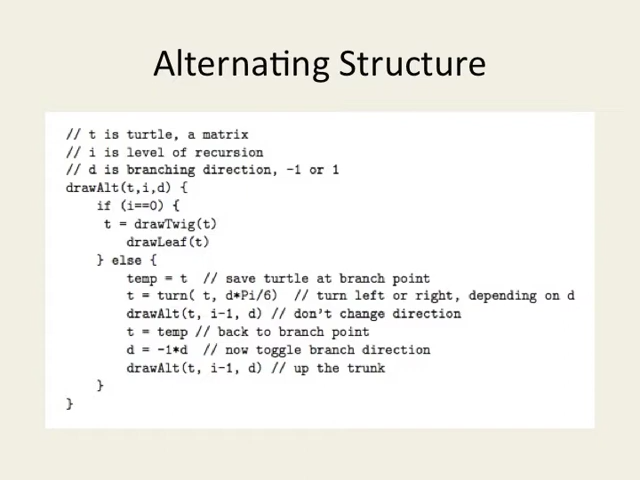 Alternating Structure
// t is turtle, a matrix
// i is level of recursion
// d is branching direction, -1 or 1
drawAlt(t,i,d) {
if (i==0) {
t = drawTwig(t)
drawLeaf(t)
} else {
temp = t // save turtle at branch point
t = turn( t, d*Pi/6) // turn left or right, depending on d
drawAlt(t, i-1, d) // don't change direction
t = temp // back to branch point
d = -1*d // now toggle branch direction
drawAlt(t, i-1, d) // up the trunk
}
}